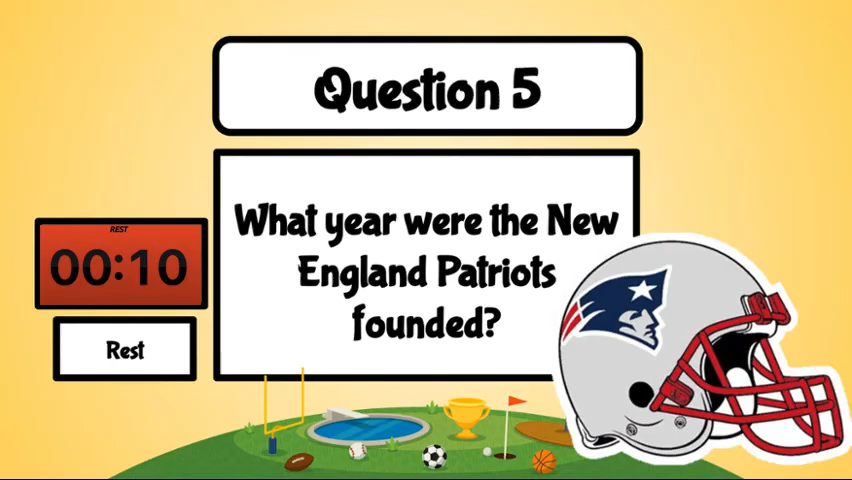 Question 5
What year were the New
England Patriots
founded?
REST
00:10
Rest